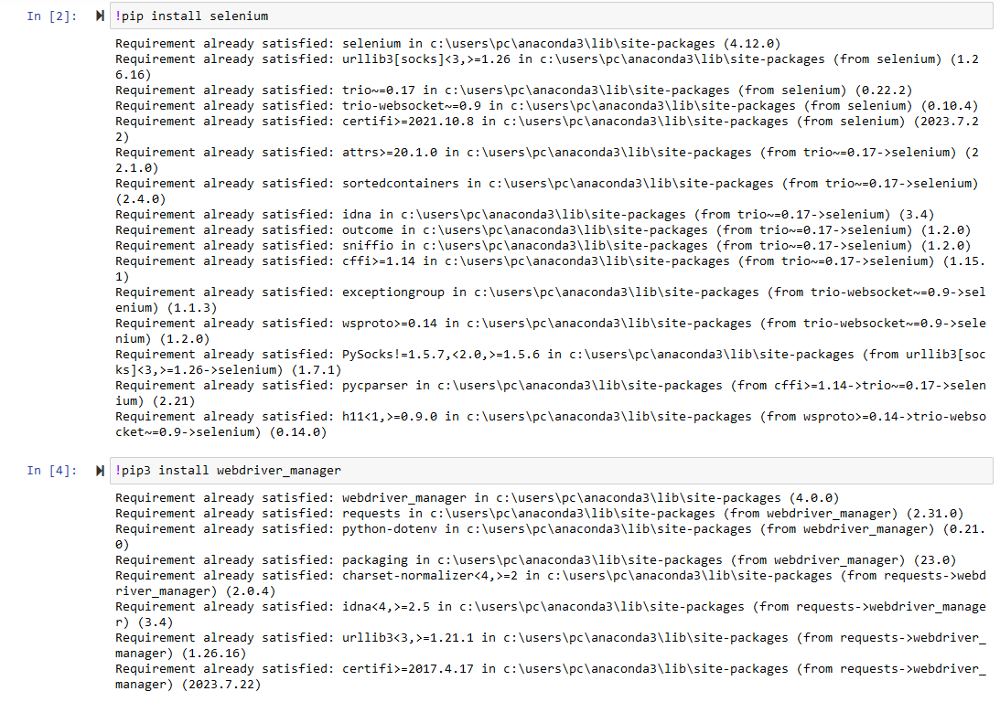 In [2]: !pip install selenium
Requirement already satisfied: selenium in c:\users\pc\anaconda3\lib\site-packages (4.12.0)
Requirement already satisfied: urllib3[socks]<3,>=1.26 in c:\users\pc\anaconda3\lib\site-packages (from selenium) (1.2
6.16)
Requirement already satisfied: trio~=0.17 in c:\users\pc\anaconda3\lib\site-packages (from selenium) (0.22.2)
Requirement already satisfied: trio-websocket~=0.9 in c:\users\pc\anaconda3\lib\site-packages (from selenium) (0.10.4)
Requirement already satisfied: certifi>=2021.10.8 in c:\users\pc\anaconda3\lib\site-packages (from selenium) (2023.7.2
2)
Requirement already satisfied: attrs>=20.1.0 in c:\users\pc\anaconda3\lib\site-packages (from trio~=0.17->selenium) (2
2.1.0)
Requirement already satisfied: sortedcontainers in c:\users\pc\anaconda3\lib\site-packages (from trio~=0.17->selenium)
(2.4.0)
Requirement already satisfied: idna in c:\users\pc\anaconda3\lib\site-packages (from trio~=0.17->selenium) (3.4)
Requirement already satisfied: outcome in c:\users\pc\anaconda3\lib\site-packages (from trio~=0.17->selenium) (1.2.0)
Requirement already satisfied: sniffio in c:\users\pc\anaconda3\lib\site-packages (from trio~=0.17->selenium) (1.2.0)
Requirement already satisfied: cffi>=1.14 in c:\users\pc\anaconda3\lib\site-packages (from trio~=0.17->selenium) (1.15.
1)
Requirement already satisfied: exceptiongroup in c:\users\pc\anaconda3\lib\site-packages (from trio-websocket~=0.9->sel
enium) (1.1.3)
Requirement already satisfied: wsproto>=0.14 in c:\users\pc\anaconda3\lib\site-packages (from trio-websocket~=0.9->sele
nium) (1.2.0)
Requirement already satisfied: PySocks!=1.5.7,<2.0,>=1.5.6 in c:\users\pc\anaconda3\lib\site-packages (from urllib3[soc
ks]<3,>=1.26->selenium) (1.7.1)
Requirement already satisfied: pycparser in c:\users\pc\anaconda3\lib\site-packages (from cffi>=1.14->trio~=0.17->selen
ium) (2.21)
Requirement already satisfied: h11<1,>=0.9.0 in c:\users\pc\anaconda3\lib\site-packages (from wsproto>=0.14->trio-webso
cket~=0.9->selenium) (0.14.0)
In [4]: !pip3 install webdriver_manager
Requirement already satisfied: webdriver_manager in c:\users\pc\anaconda3\lib\site-packages (4.0.0)
Requirement already satisfied: requests in c:\users\pc\anaconda3\lib\site-packages (from webdriver_manager) (2.31.0)
Requirement already satisfied: python-dotenv in c:\users\pc\anaconda3\lib\site-packages (from webdriver_manager) (0.21.
0)
Requirement already satisfied: packaging in c:\users\pc\anaconda3\lib\site-packages (from webdriver_manager) (23.0)
Requirement already satisfied: charset-normalizer<4,>=2 in c:\users\pc\anaconda3\lib\site-packages (from requests->webd
river_manager) (2.0.4)
Requirement already satisfied: idna<4,>=2.5 in c:\users\pc\anaconda3\lib\site-packages (from requests->webdriver_manage
r) (3.4)
Requirement already satisfied: urllib3<3,>=1.21.1 in c:\users\pc\anaconda3\lib\site-packages (from requests->webdriver_
manager) (1.26.16)
Requirement already satisfied: certifi>=2017.4.17 in c:\users\pc\anaconda3\lib\site-packages (from requests->webdriver_
manager) (2023.7.22)